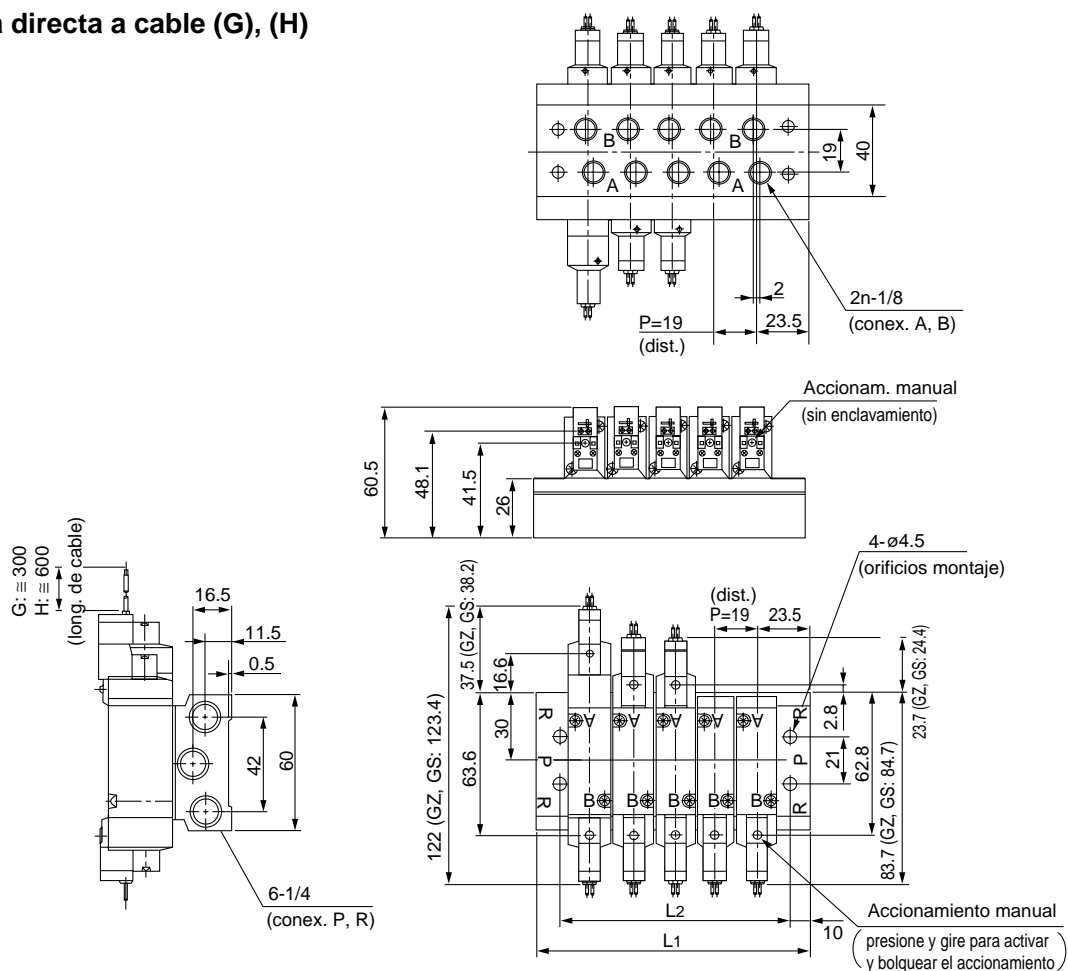 a directa a cable (G), (H)
B
B
A
A
19
40
2
2n-1/8
(conex. A, B)
P=19
(dist.)
23.5
Accionam. manual
(sin enclavamiento)
60.5
48.1
41.5
26
G: ≅ 300
H: ≅ 600
(long. de cable)
16.5
11.5
0.5
42
60
6-1/4
(conex. P, R)
4-ø4.5
(orificios montaje)
(dist.)
P=19
23.5
122 (GZ, GS: 123.4)
37.5 (GZ, GS: 38.2)
16.6
63.6
30
R
P
R
A
A
A
A
A
B
B
B
B
B
R
P
R
2.8
21
62.8
23.7 (GZ, GS: 24.4)
83.7 (GZ, GS: 84.7)
L2
10
L1
Accionamiento manual
(presione y gire para activar
y bolquear el accionamiento)